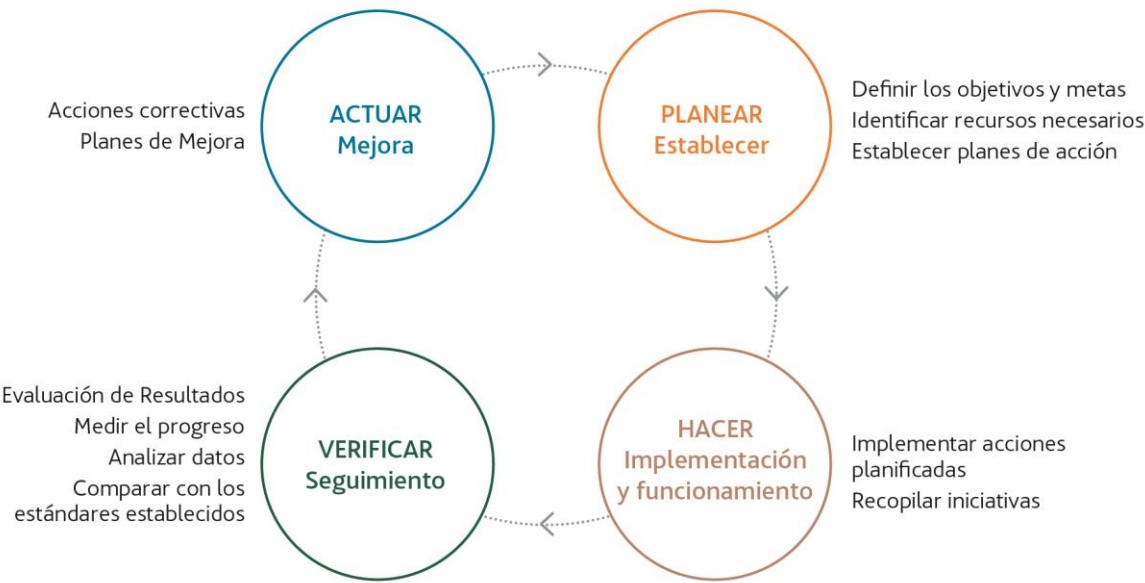 Acciones correctivas
Planes de Mejora
ACTUAR
Mejora
PLANEAR
Establecer
Definir los objetivos y metas
Identificar recursos necesarios
Establecer planes de acción
Evaluación de Resultados
Medir el progreso
Analizar datos
Comparar con los
estándares establecidos
VERIFICAR
Seguimiento
HACER
Implementación
y funcionamiento
Implementar acciones
planificadas
Recopilar iniciativas